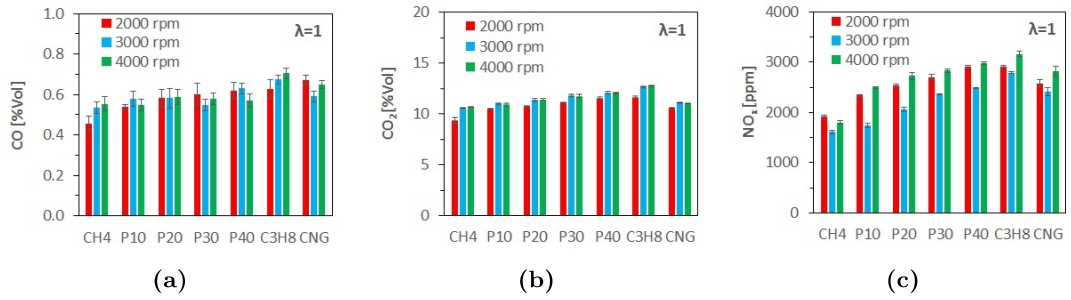 CO [%Vol]
1.0
0.8
0.6
0.4
0.2
0.0
2000 rpm
3000 rpm
4000 rpm
λ=1
CH4 P10 P20 P30 P40 C3H8 CNG
(a)
CO₂[%Vol]
20
15
10
5
0
2000 rpm
3000 rpm
4000 rpm
λ=1
CH4 P10 P20 P30 P40 C3H8 CNG
(b)
NOₓ[ppm]
4000
3000
2000
1000
0
2000 rpm
3000 rpm
4000 rpm
λ=1
CH4 P10 P20 P30 P40 C3H8 CNG
(c)